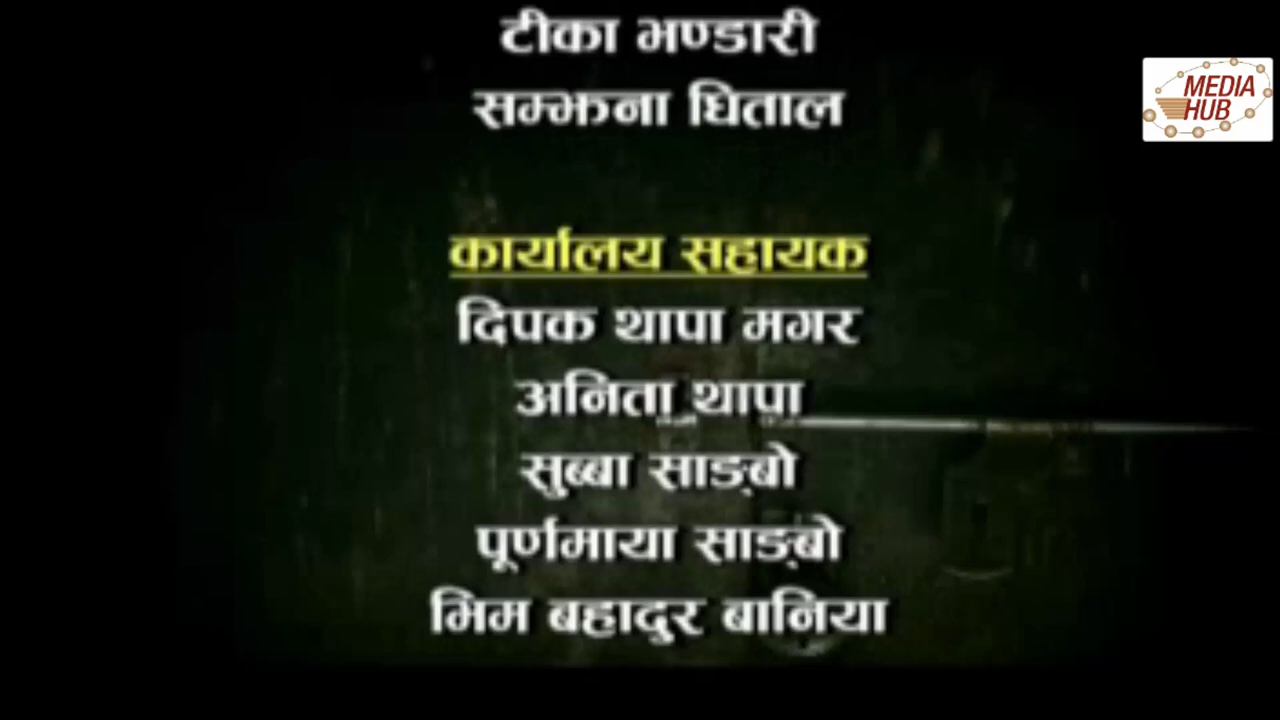 टीका भण्डारी
सम्झना घिताल
MEDIA
HUB
कार्यालय सहायक
दिपक थापा मगर
अनिता थापा
सुब्बा साङ्बो
पूर्णमाया साङ्बो
भिम बहादुर बानिया